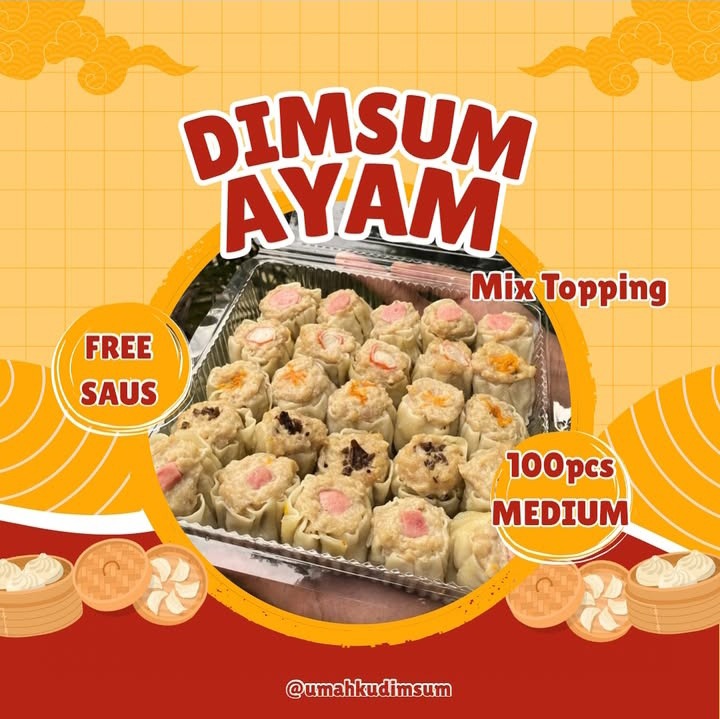 DIMSUM
AYAM
Mix Topping
FREE
SAUS
100pcs
MEDIUM
@umahkudimsum